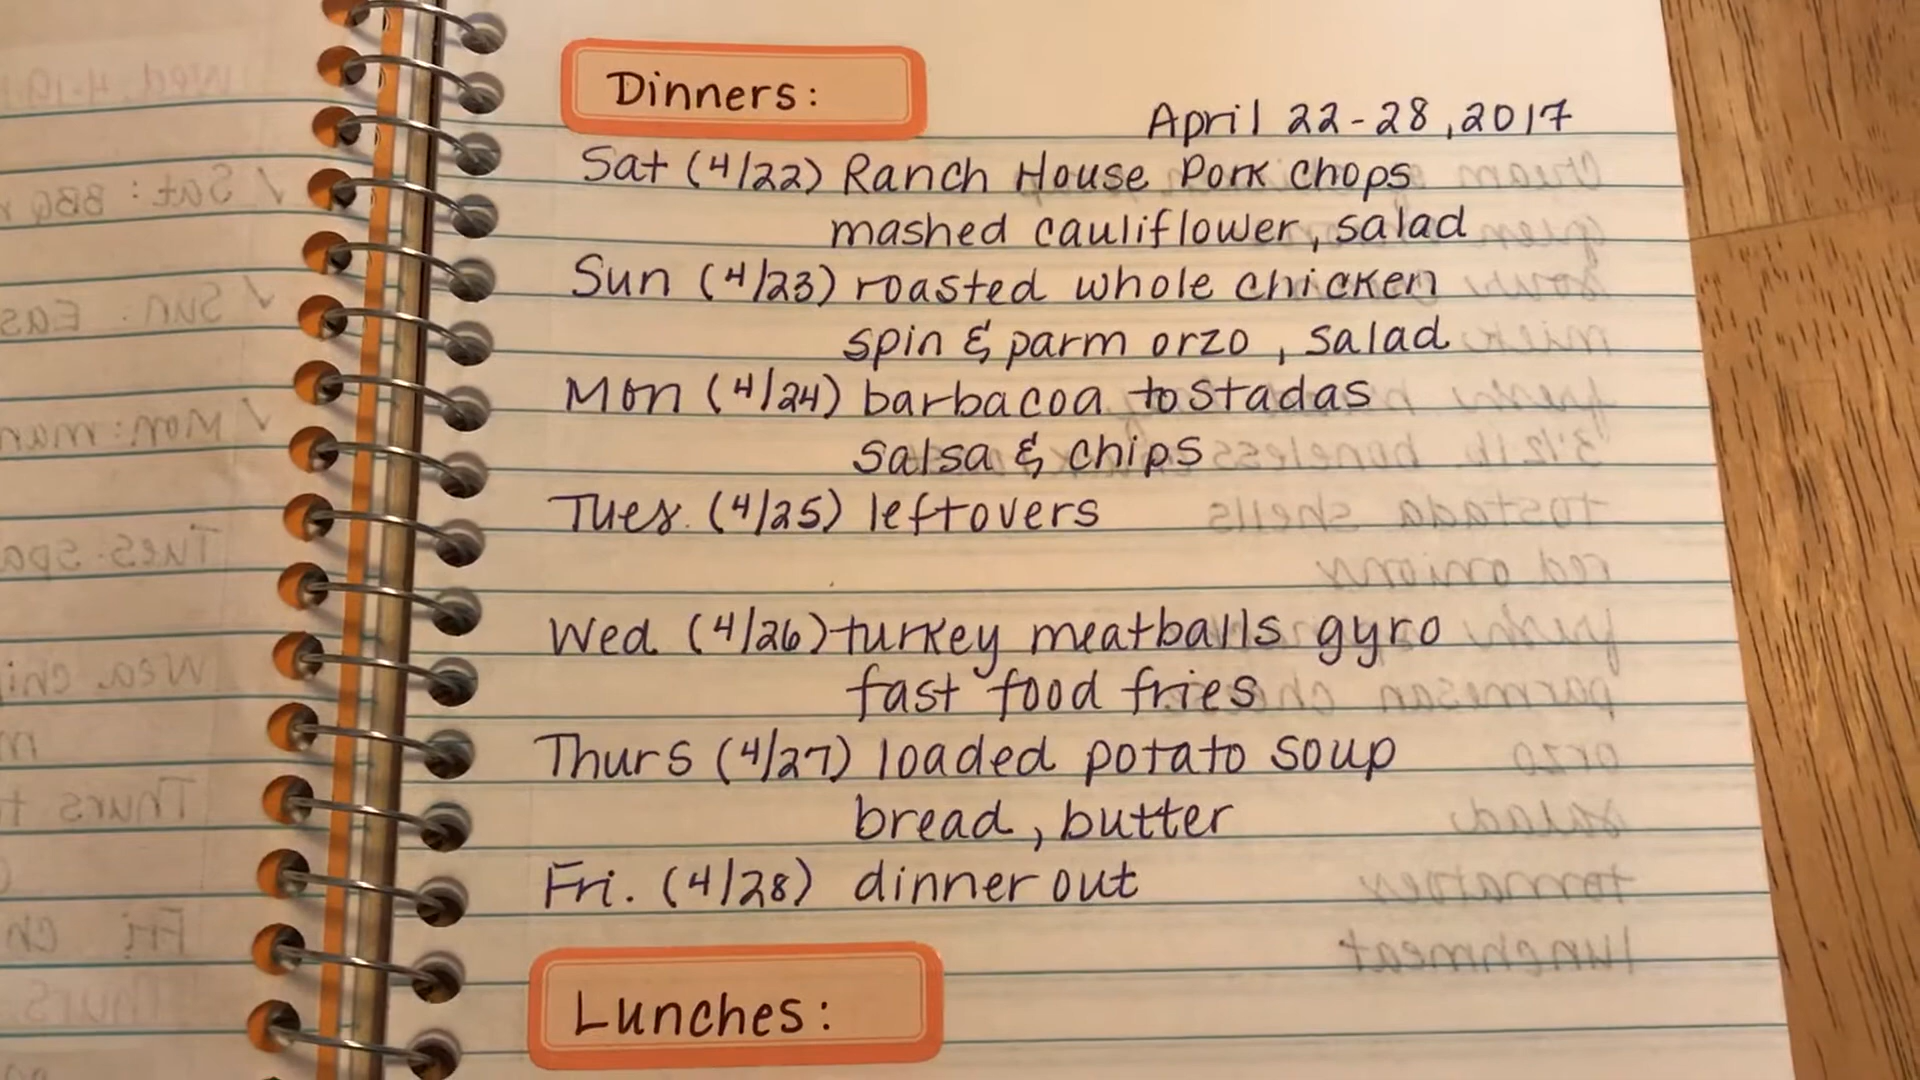 Dinners:
April 22-28, 2017
Sat (4/22) Ranch House Pork Chops
mashed cauliflower, salad
Sun (4/23) roasted whole chicken
spin & parm orzo, salad
Mon (4/24) barbacoa tostadas
salsa & chips
Tues. (4/25) leftovers
Wed. (4/26) turkey meatballs gyro
fast food fries
Thurs (4/27) loaded potato soup
bread, butter
Fri. (4/28) dinner out
Lunches: